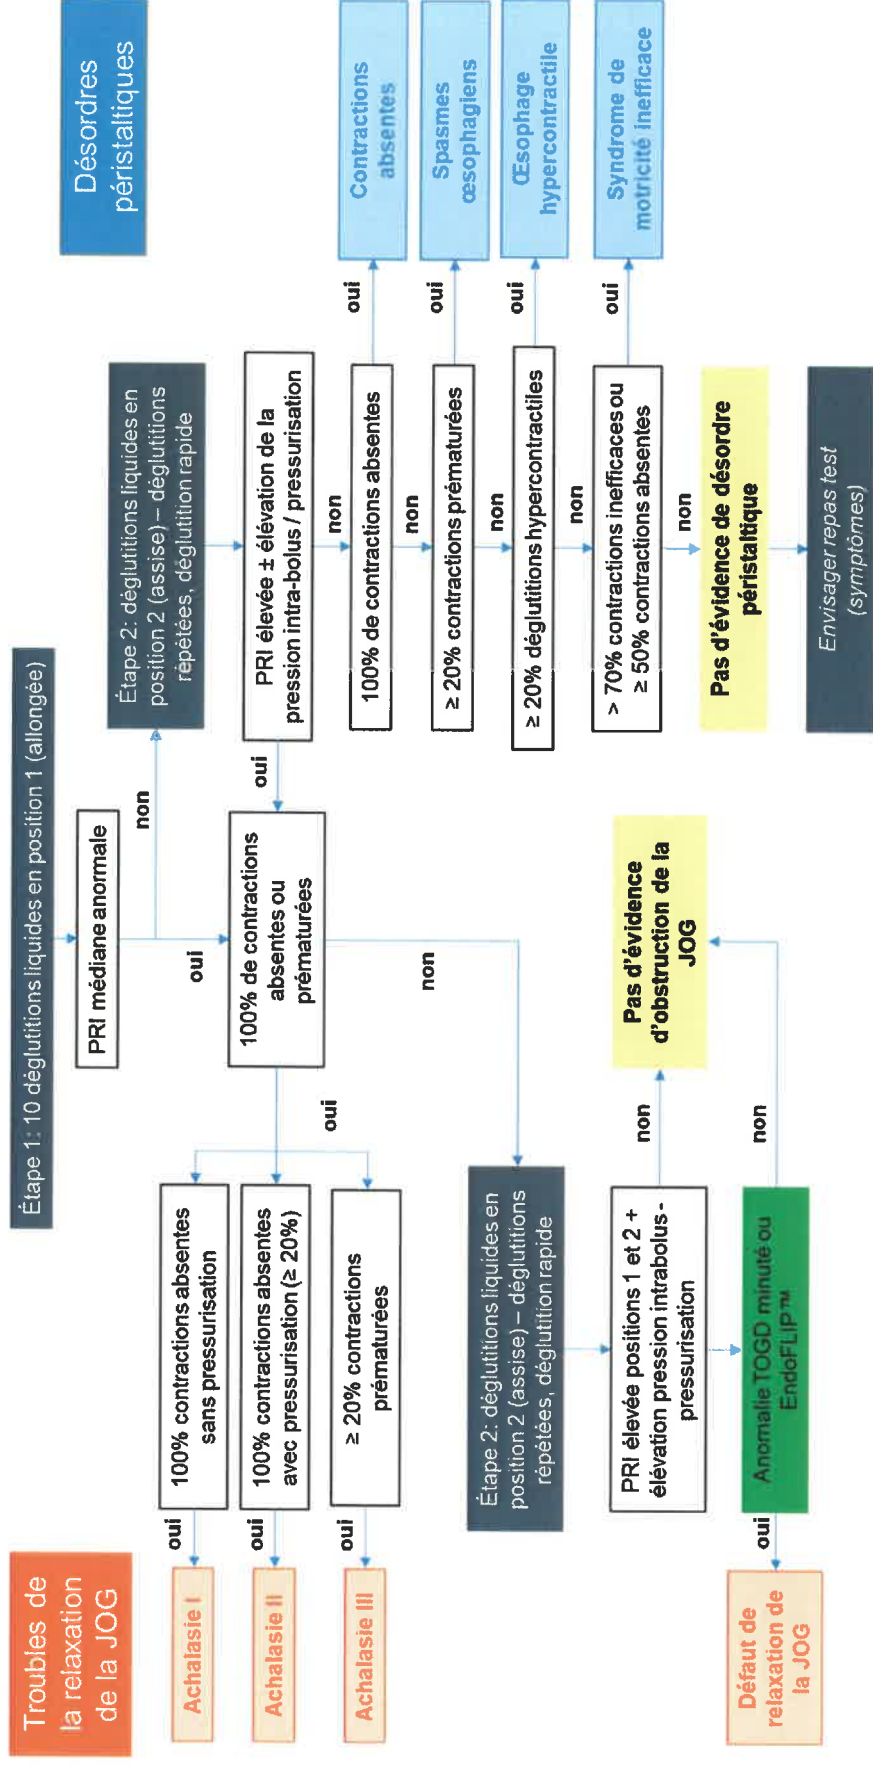 Étape 1: 10 déglutitions liquides en position 1 (allongée)
Troubles de
la relaxation
de la JOG
Désordres
péristaltiques
PRI médiane anormale
non
oui
Étape 2: déglutitions liquides en
position 2 (assise) – déglutitions
répétées, déglutition rapide
100% de contractions
absentes ou
prématurées
oui
PRI élevée ± élévation de la
pression intra-bolus / pressurisation
oui
non
100% contractions absentes
sans pressurisation
oui
Achalasie I
100% contractions absentes
avec pressurisation (≥ 20%)
oui
Achalasie II
≥ 20% contractions
prématurées
oui
Achalasie III
non
100% de contractions absentes
oui
Contractions
absentes
non
≥ 20% contractions prématurées
oui
Spasmes
œsophagiens
non
≥ 20% déglutitions hypercontractiles
oui
Œsophage
hypercontractile
non
> 70% contractions inefficaces ou
≥ 50% contractions absentes
oui
Syndrome de
motricité inefficace
non
Pas d'évidence de désordre
péristaltique
Envisager repas test
(symptômes)
Étape 2: déglutitions liquides en
position 2 (assise) – déglutitions
répétées, déglutition rapide
PRI élevée positions 1 et 2 +
élévation pression intrabolus -
pressurisation
non
Pas d'évidence
d'obstruction de la
JOG
Anomalie TOGD minuté ou
EndoFLIP™
non
oui
Défaut de
relaxation de
la JOG